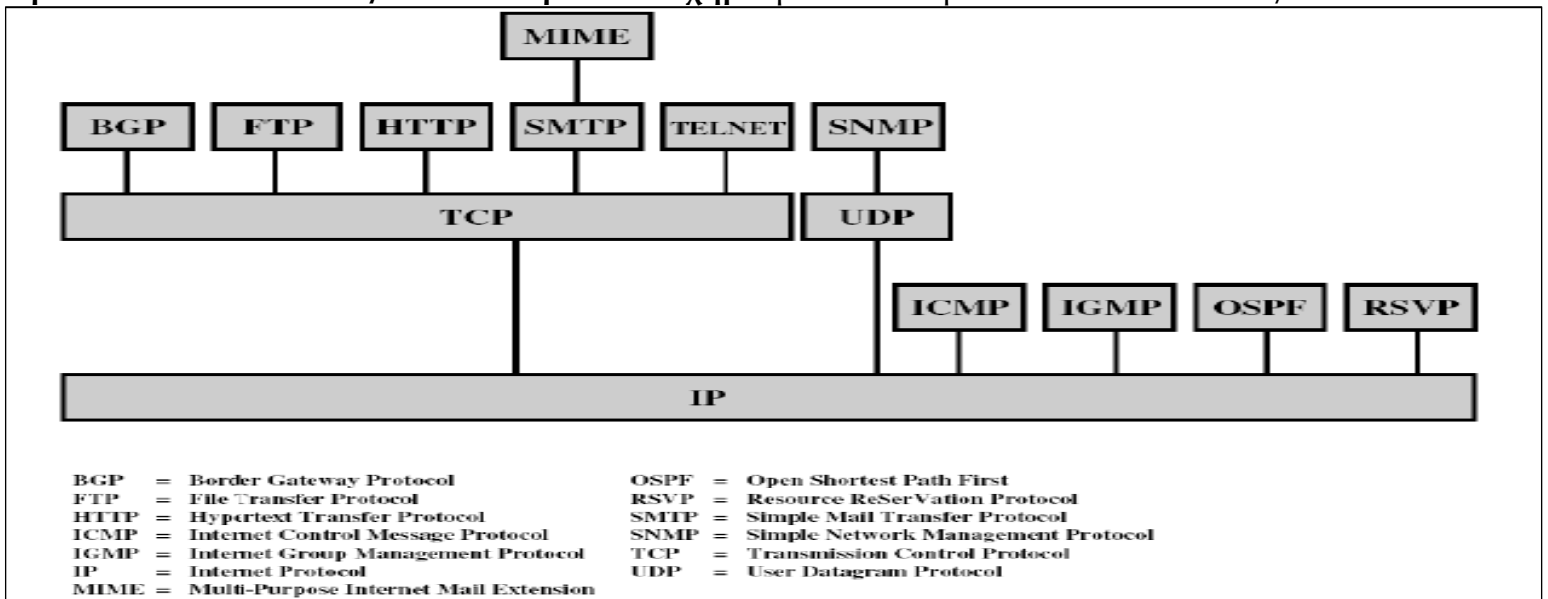 MIME
BGP FTP HTTP SMTP TELNET SNMP
TCP UDP
ICMP IGMP OSPF RSVP
IP
BGP = Border Gateway Protocol
FTP = File Transfer Protocol
HTTP = Hypertext Transfer Protocol
ICMP = Internet Control Message Protocol
IGMP = Internet Group Management Protocol
IP = Internet Protocol
MIME = Multi-Purpose Internet Mail Extension
OSPF = Open Shortest Path First
RSVP = Resource ReSerVation Protocol
SMTP = Simple Mail Transfer Protocol
SNMP = Simple Network Management Protocol
TCP = Transmission Control Protocol
UDP = User Datagram Protocol